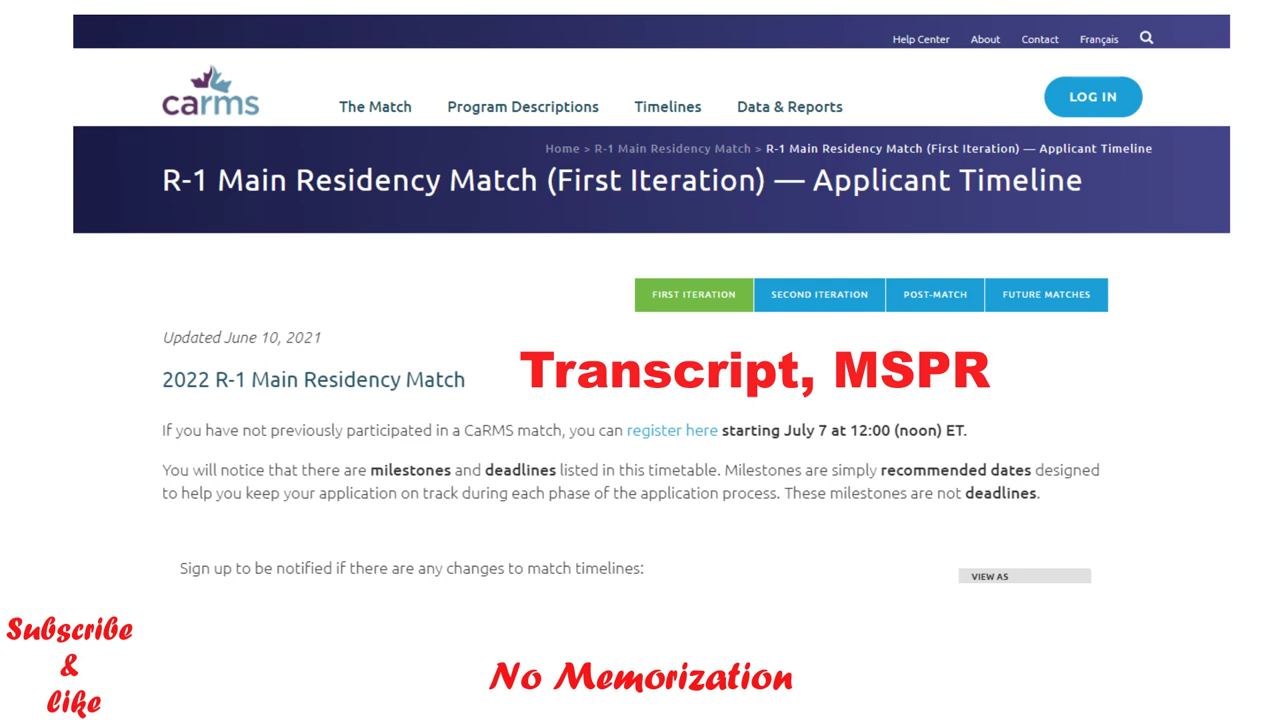 Help Center About Contact Français
carms
The Match Program Descriptions Timelines Data & Reports
LOG IN
Home > R-1 Main Residency Match > R-1 Main Residency Match (First Iteration) — Applicant Timeline
R-1 Main Residency Match (First Iteration) — Applicant Timeline
FIRST ITERATION SECOND ITERATION POST-MATCH FUTURE MATCHES
Updated June 10, 2021
Transcript, MSPR
2022 R-1 Main Residency Match
If you have not previously participated in a CaRMS match, you can register here starting July 7 at 12:00 (noon) ET.
You will notice that there are milestones and deadlines listed in this timetable. Milestones are simply recommended dates designed
to help you keep your application on track during each phase of the application process. These milestones are not deadlines.
Sign up to be notified if there are any changes to match timelines:
VIEW AS
Subscribe
&
like
No Memorization